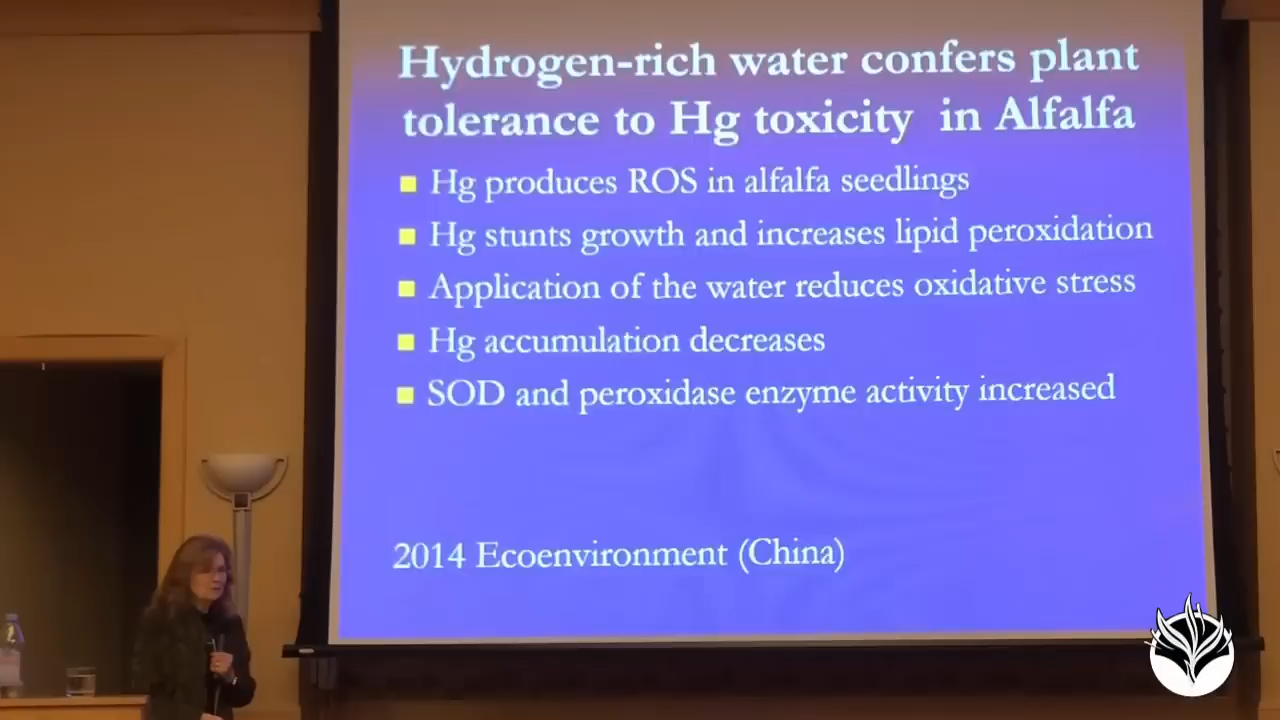 Hydrogen-rich water confers plant
tolerance to Hg toxicity in Alfalfa
Hg produces ROS in alfalfa seedlings
Hg stunts growth and increases lipid peroxidation
Application of the water reduces oxidative stress
Hg accumulation decreases
SOD and peroxidase enzyme activity increased
2014 Ecoenvironment (China)